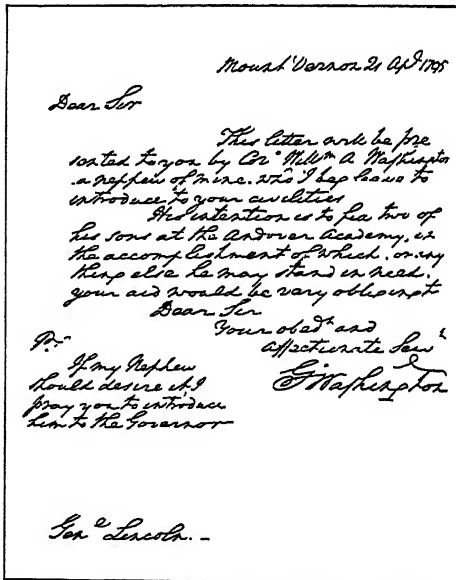 Mount Vernon 21 Apl 1795
Dear Sir
This letter will be pre
sented to you by Col° Willm A Washington
a nephew of mine, who I beg leave to
introduce to your civilities
His intention is to fix two of
his sons at the Andover Academy, in
the accomplishment of which, or any
thing else he may stand in need,
your aid would be very obliging to
Dear Sir
Your obedt and
Affectionate Servt
G Washington
PS
If my Nephew
should desire it, I
pray you to introduce
him to the Governor
Genl Lincoln. -